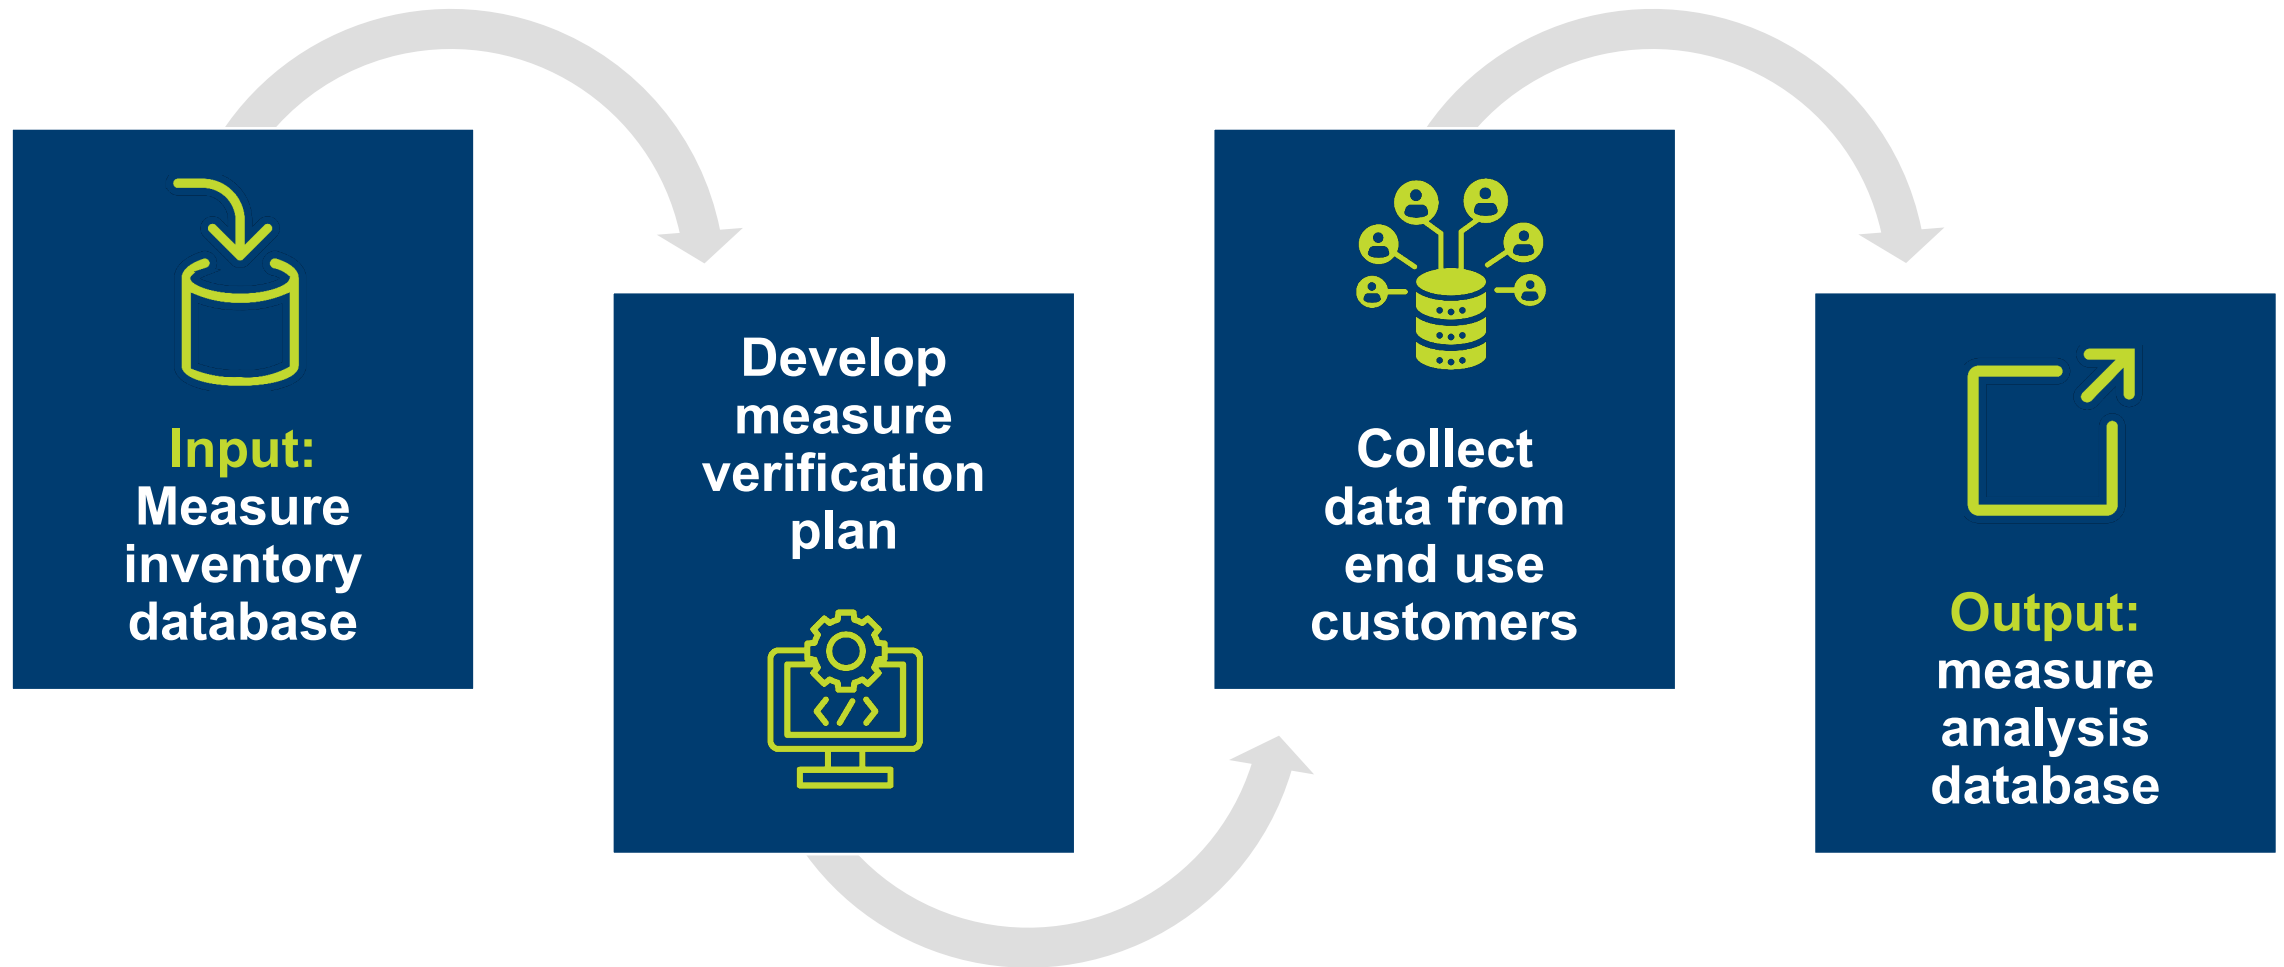 Input:
Measure
inventory
database
Develop
measure
verification
plan
Collect
data from
end use
customers
Output:
measure
analysis
database